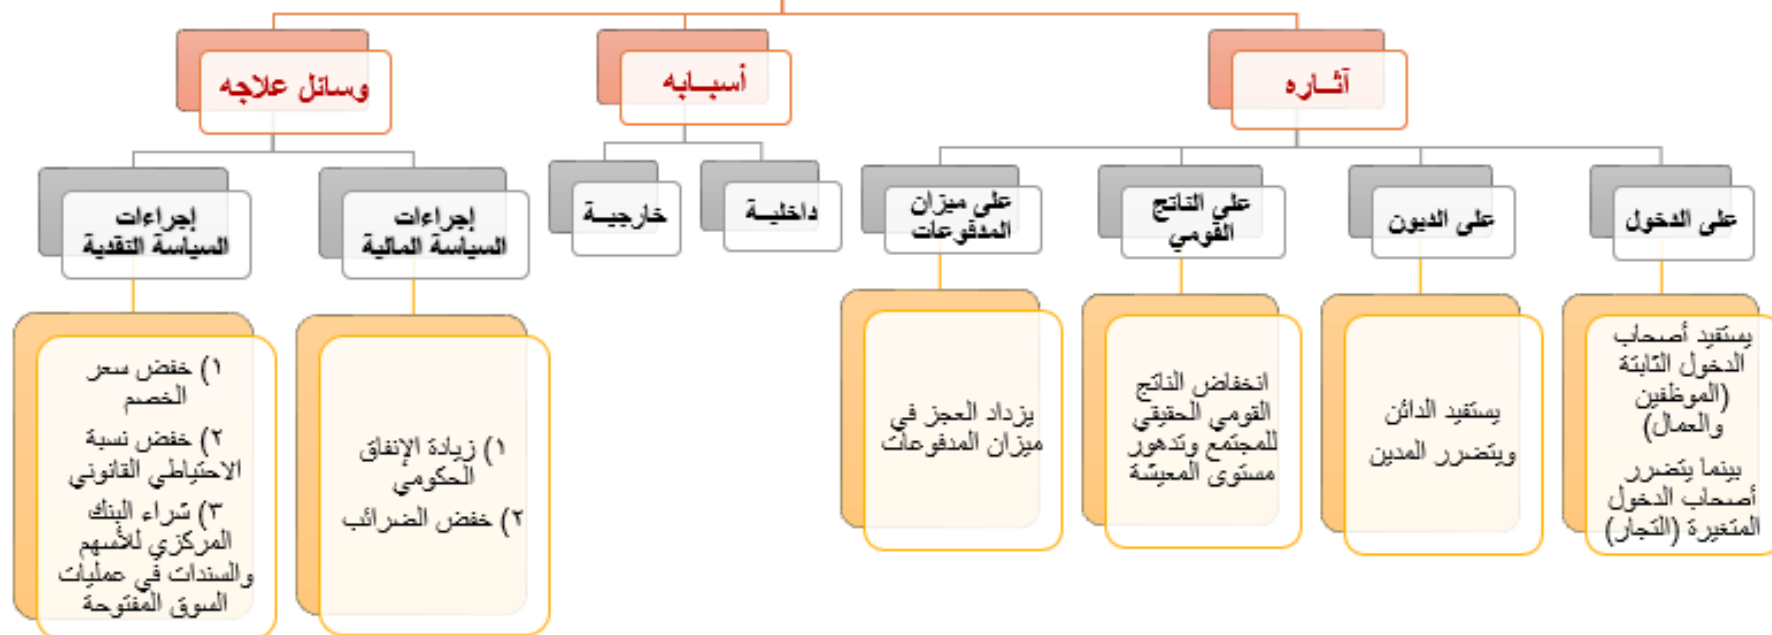 آثــاره
أسبــابه
وسائل علاجه
على الدخول
على الديون
على الناتج
القومي
على ميزان
المدفوعات
داخليــة
خارجيــة
إجراءات
السياسة المالية
إجراءات
السياسة النقدية
يستفيد أصحاب
الدخول الثابتة
(الموظفين
والعمال)
بينما يتضرر
أصحاب الدخول
المتغيرة (التجار)
يستفيد الدائن
ويتضرر المدين
انخفاض الناتج
القومي الحقيقي
للمجتمع وتدهور
مستوى المعيشة
يزداد العجز في
ميزان المدفوعات
١) زيادة الإنفاق
الحكومي
٢) خفض الضرائب
١) خفض سعر
الخصم
٢) خفض نسبة
الاحتياطي القانوني
٣) شراء البنك
المركزي للأسهم
والسندات في عمليات
السوق المفتوحة